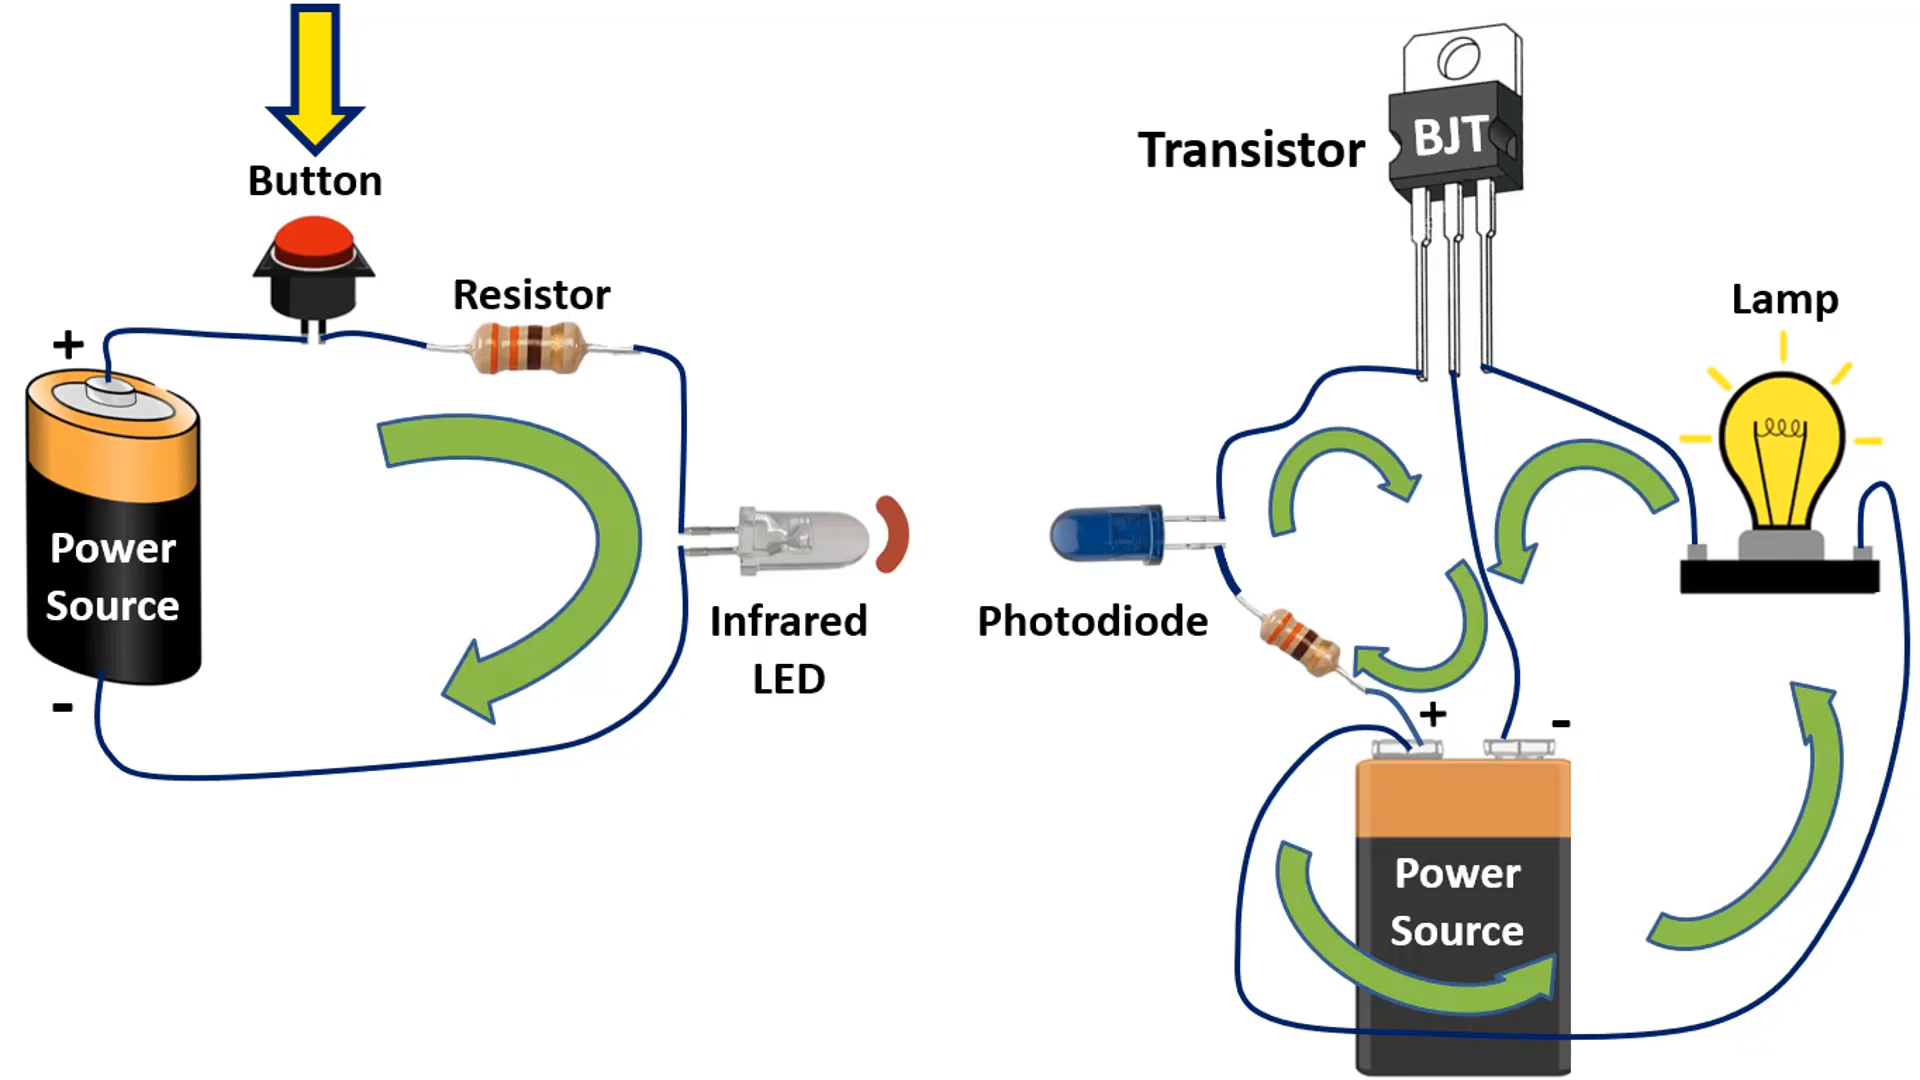 Button
Resistor
+
Power
Source
-
Infrared
LED
Transistor
BJT
Lamp
Photodiode
+
-
Power
Source